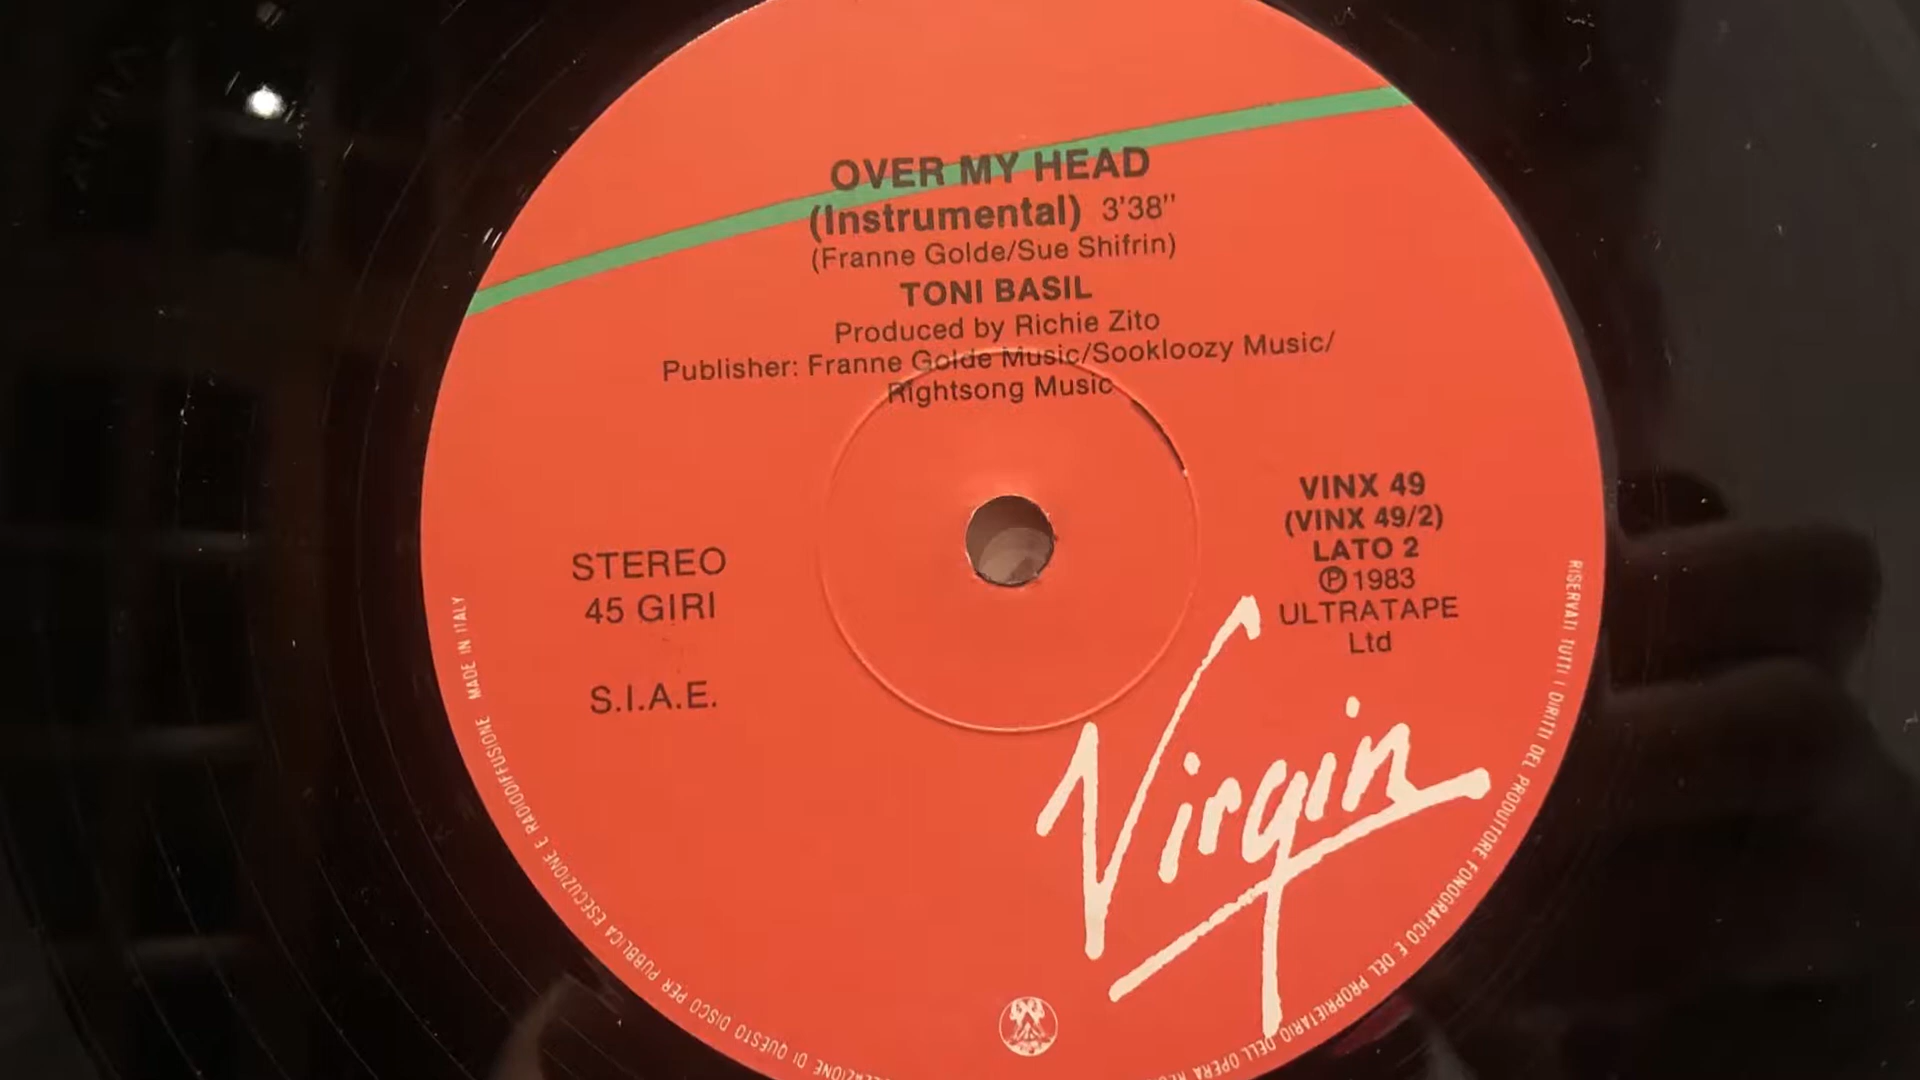 OVER MY HEAD
(Instrumental) 3'38"
(Franne Golde/Sue Shifrin)
TONI BASIL
Produced by Richie Zito
Publisher: Franne Golde Music/Sookloozy Music/
Rightsong Music
STEREO
45 GIRI
S.I.A.E.
VINX 49
(VINX 49/2)
LATO 2
℗ 1983
ULTRATAPE
Ltd
Virgin
RISERVATI TUTTI I DIRITTI DEL PRODUTTORE FONOGRAFICO E DEL PROPRIETARIO DELL'OPERA
DI QUESTO DISCO PER PUBBLICA ESECUZIONE E RADIODIFFUSIONE MADE IN ITALY